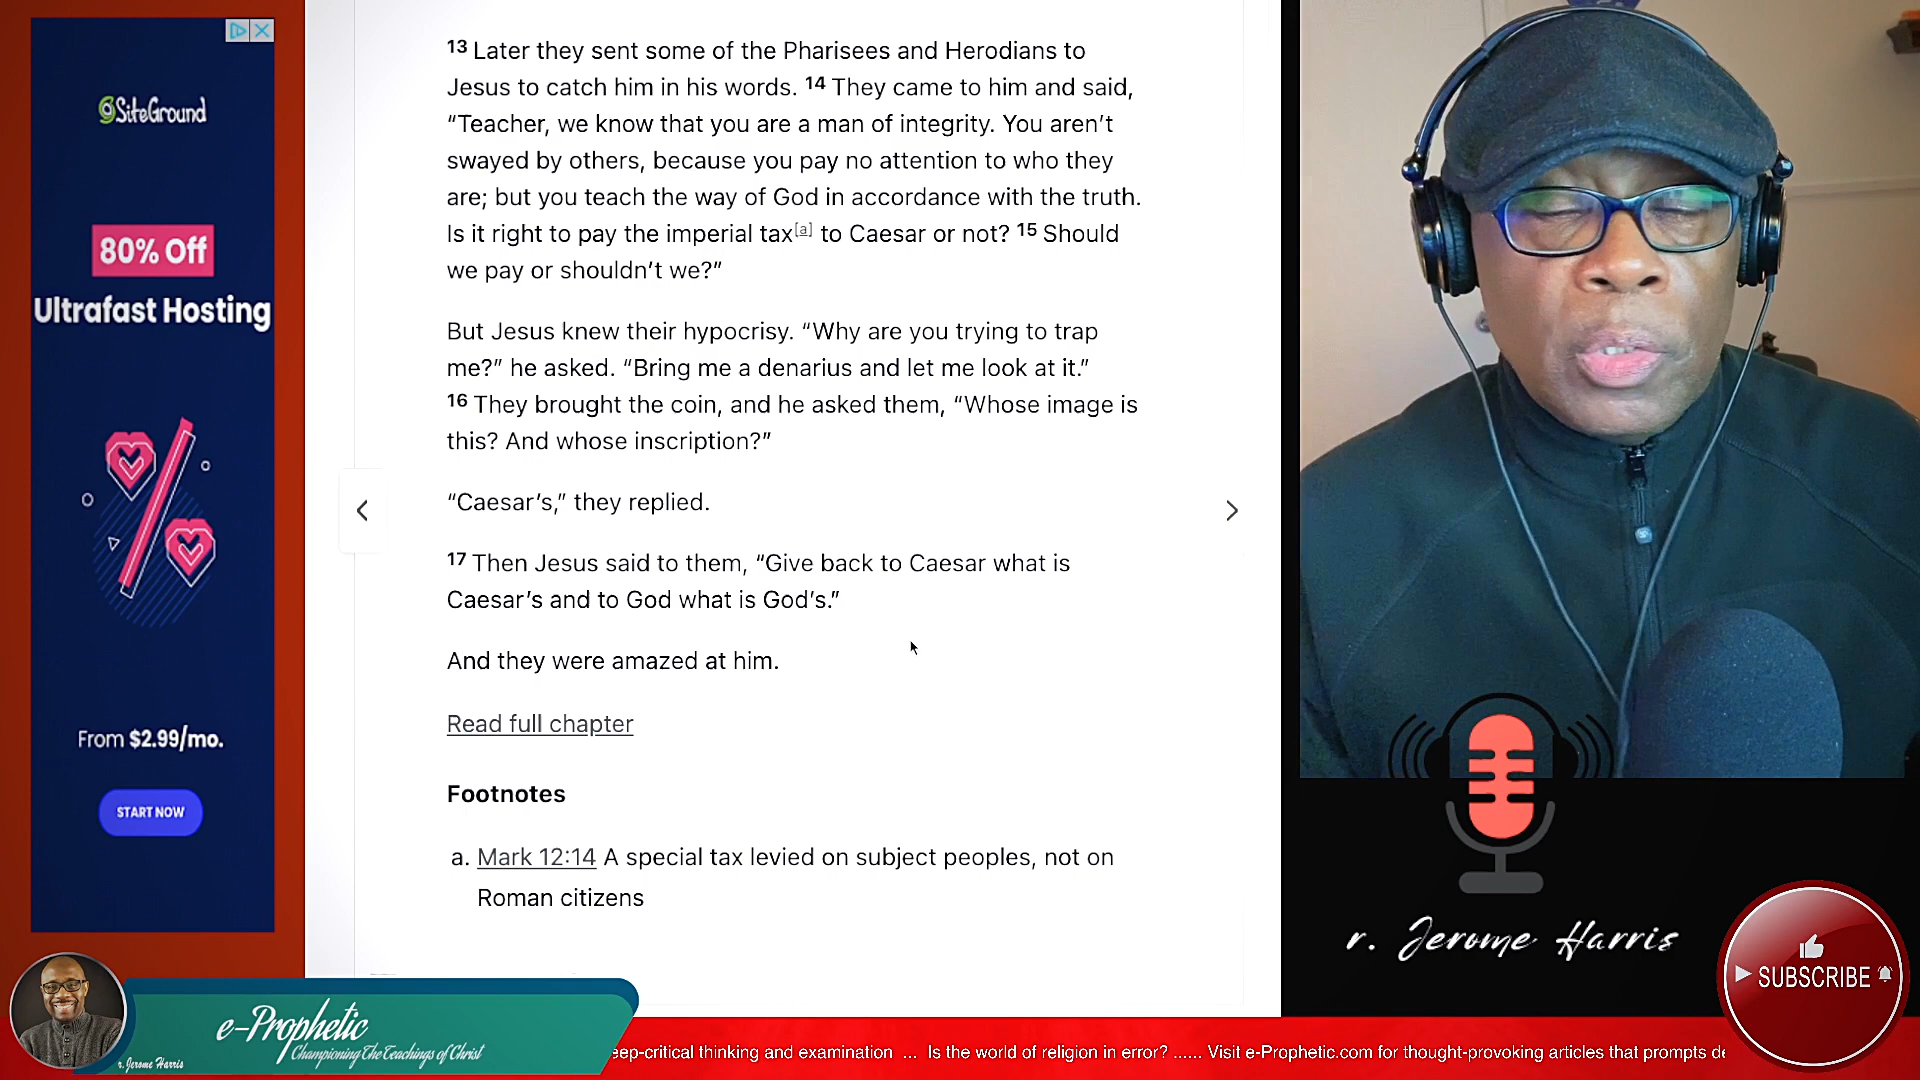 SiteGround
80% Off
Ultrafast Hosting
From $2.99/mo.
START NOW
13 Later they sent some of the Pharisees and Herodians to
Jesus to catch him in his words. 14 They came to him and said,
“Teacher, we know that you are a man of integrity. You aren’t
swayed by others, because you pay no attention to who they
are; but you teach the way of God in accordance with the truth.
Is it right to pay the imperial tax[a] to Caesar or not? 15 Should
we pay or shouldn’t we?”
But Jesus knew their hypocrisy. “Why are you trying to trap
me?” he asked. “Bring me a denarius and let me look at it.”
16 They brought the coin, and he asked them, “Whose image is
this? And whose inscription?”
“Caesar’s,” they replied.
17 Then Jesus said to them, “Give back to Caesar what is
Caesar’s and to God what is God’s.”
And they were amazed at him.
Read full chapter
Footnotes
a. Mark 12:14 A special tax levied on subject peoples, not on
Roman citizens
r. Jerome Harris
SUBSCRIBE
e-Prophetic
Championing The Teachings of Christ
r. Jerome Harris
eep-critical thinking and examination ... Is the world of religion in error? ...... Visit e-Prophetic.com for thought-provoking articles that prompts